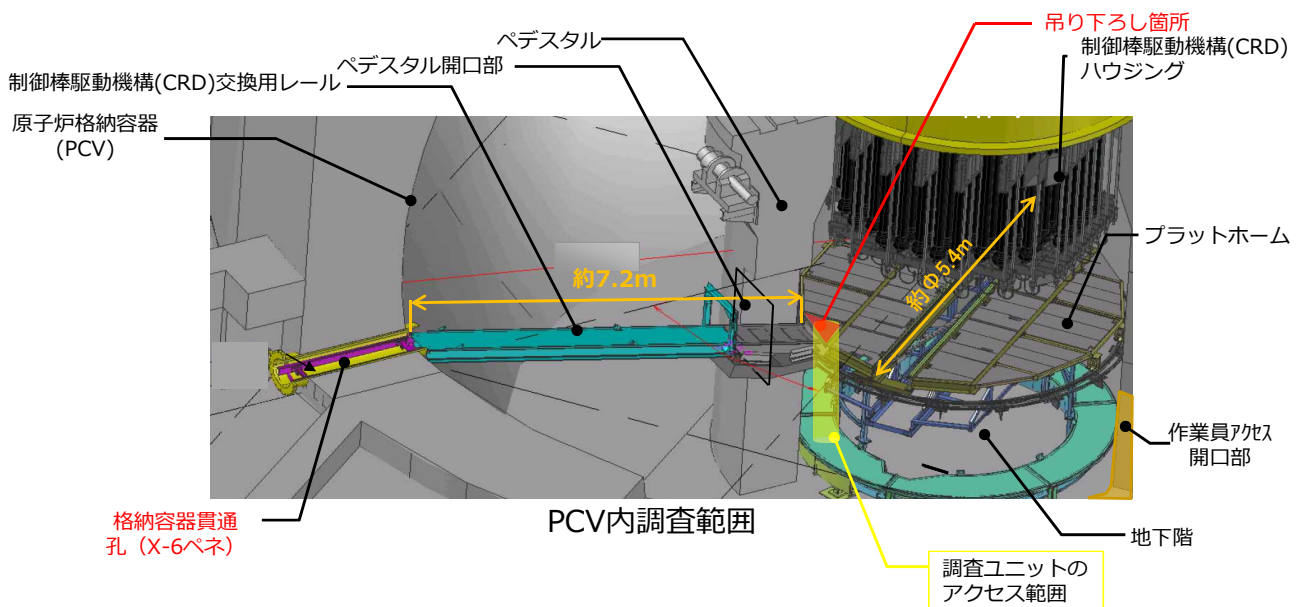 吊り下ろし箇所
ペデスタル
制御棒駆動機構(CRD)
ハウジング
ペデスタル開口部
制御棒駆動機構(CRD)交換用レール
原子炉格納容器
(PCV)
プラットホーム
約7.2m
約Φ5.4m
作業員アクセス
開口部
格納容器貫通
孔（X-6ペネ）
PCV内調査範囲
地下階
調査ユニットの
アクセス範囲